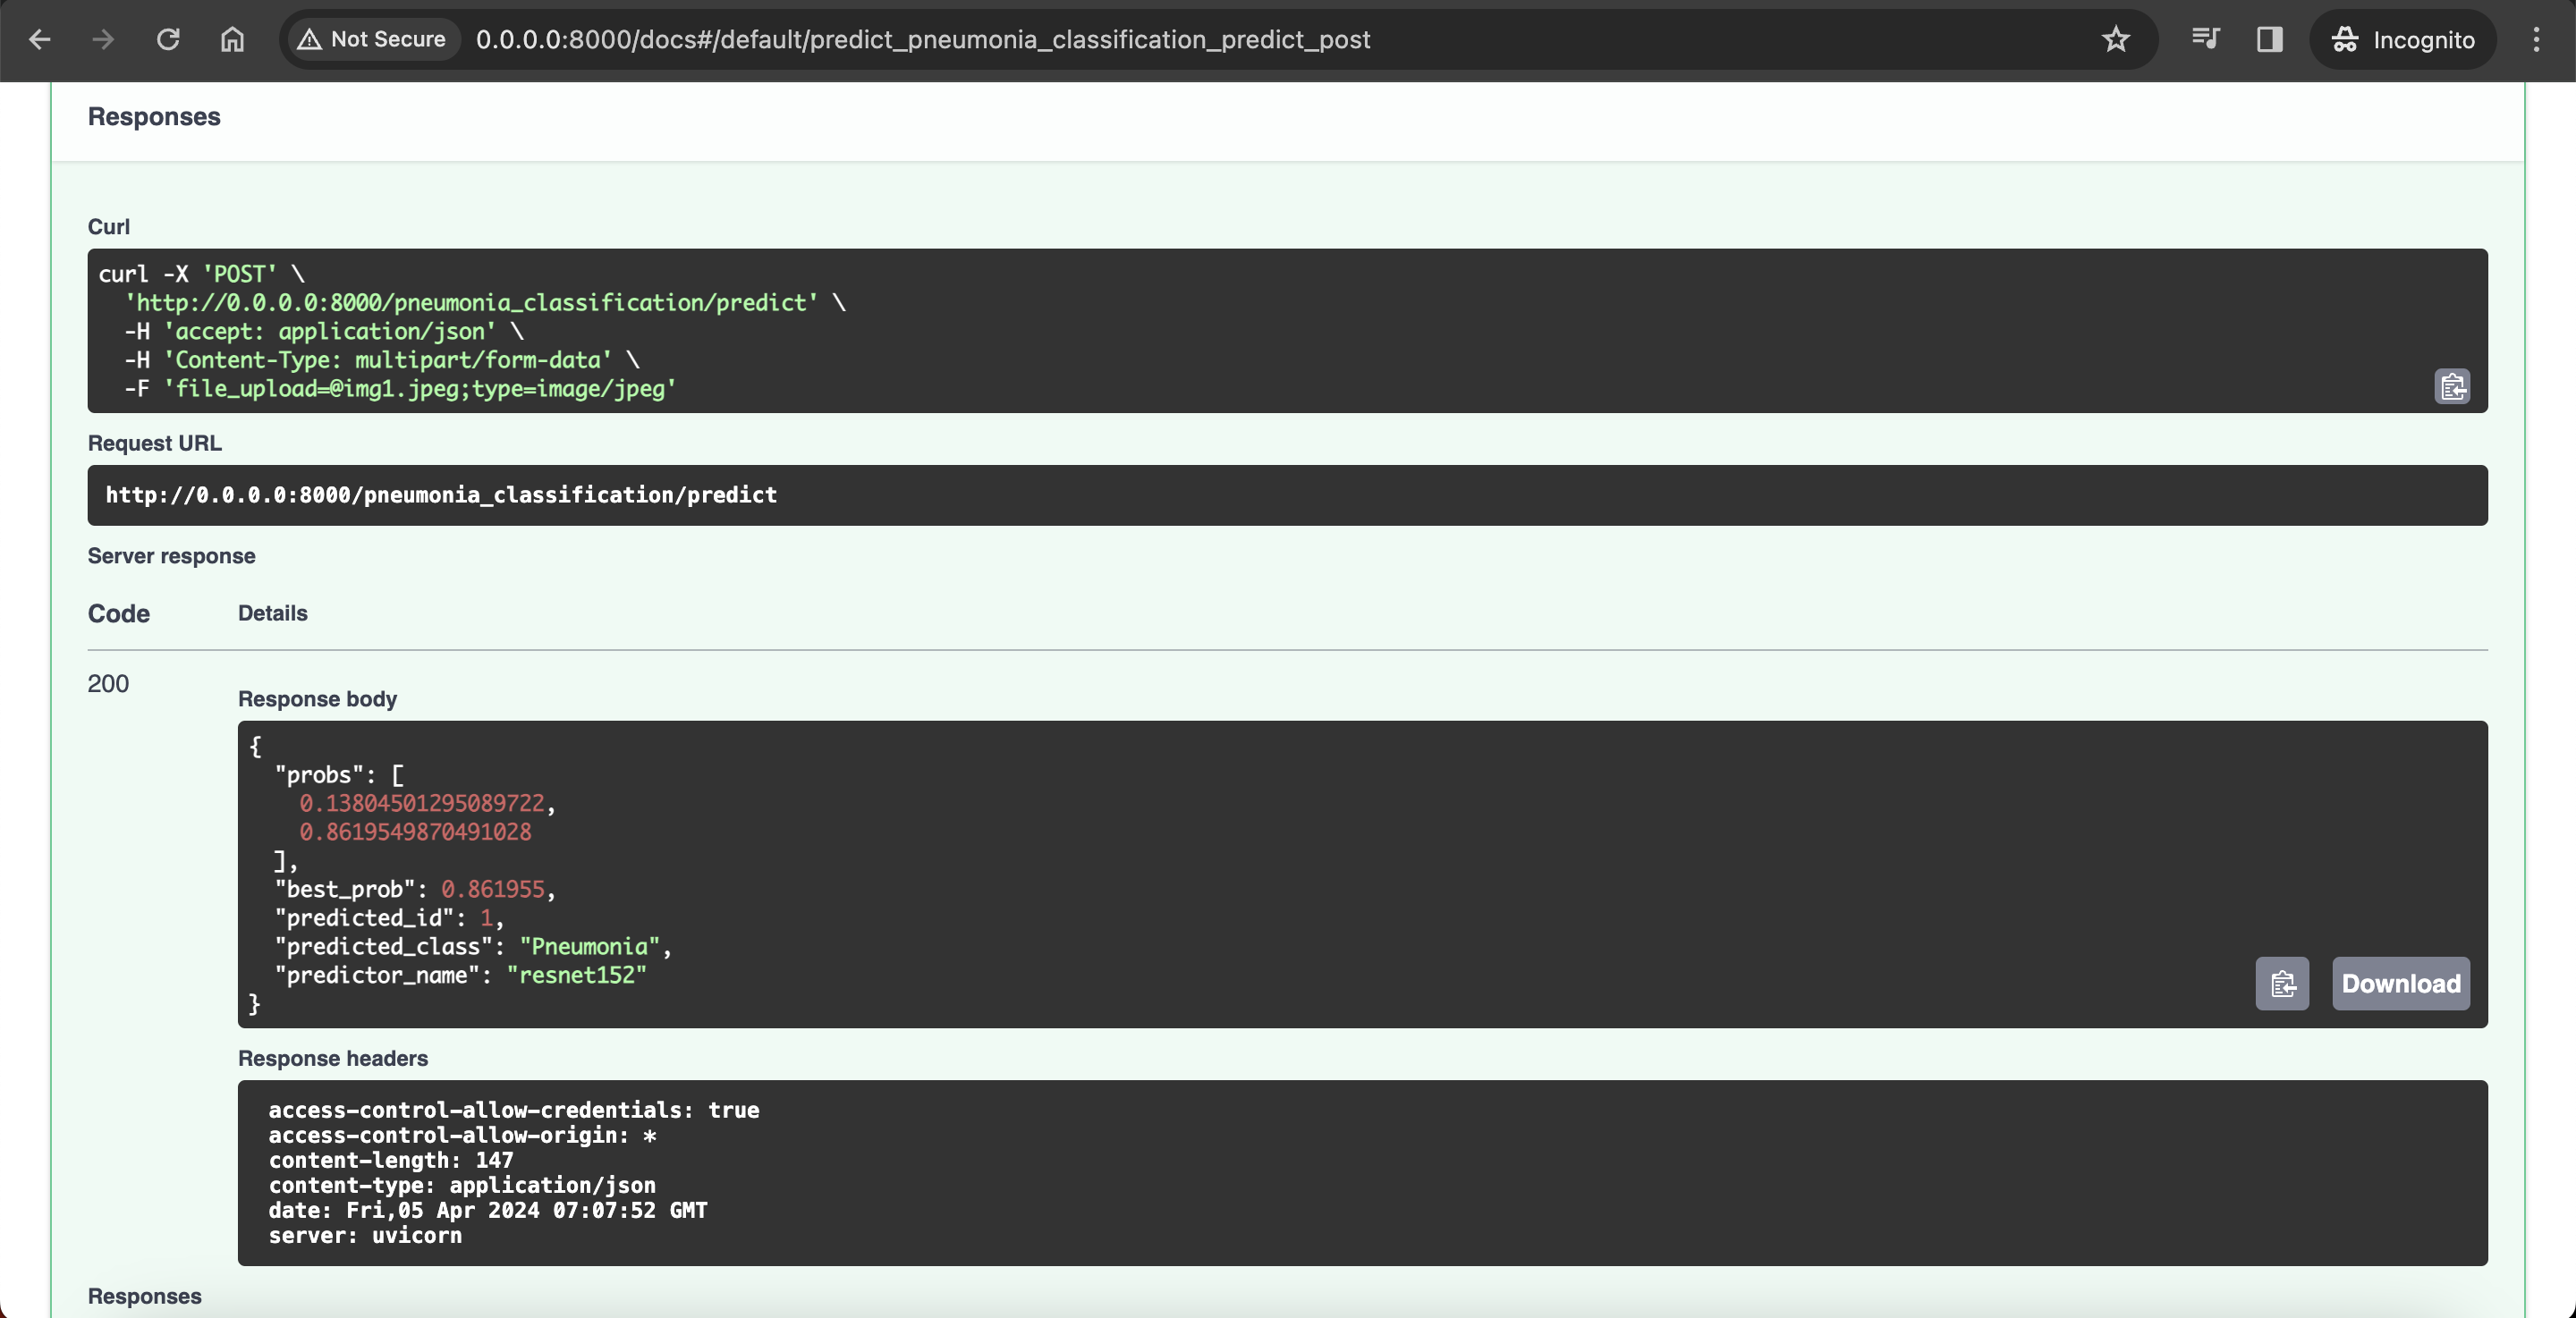 Not Secure 0.0.0.0:8000/docs#/default/predict_pneumonia_classification_predict_post Incognito
Responses
Curl
curl -X 'POST' \
'http://0.0.0.0:8000/pneumonia_classification/predict' \
-H 'accept: application/json' \
-H 'Content-Type: multipart/form-data' \
-F 'file_upload=@img1.jpeg;type=image/jpeg'
Request URL
http://0.0.0.0:8000/pneumonia_classification/predict
Server response
Code Details
200
Response body
{
"probs": [
0.13804501295089722,
0.8619549870491028
],
"best_prob": 0.861955,
"predicted_id": 1,
"predicted_class": "Pneumonia",
"predictor_name": "resnet152"
}
Download
Response headers
access-control-allow-credentials: true
access-control-allow-origin: *
content-length: 147
content-type: application/json
date: Fri,05 Apr 2024 07:07:52 GMT
server: uvicorn
Responses